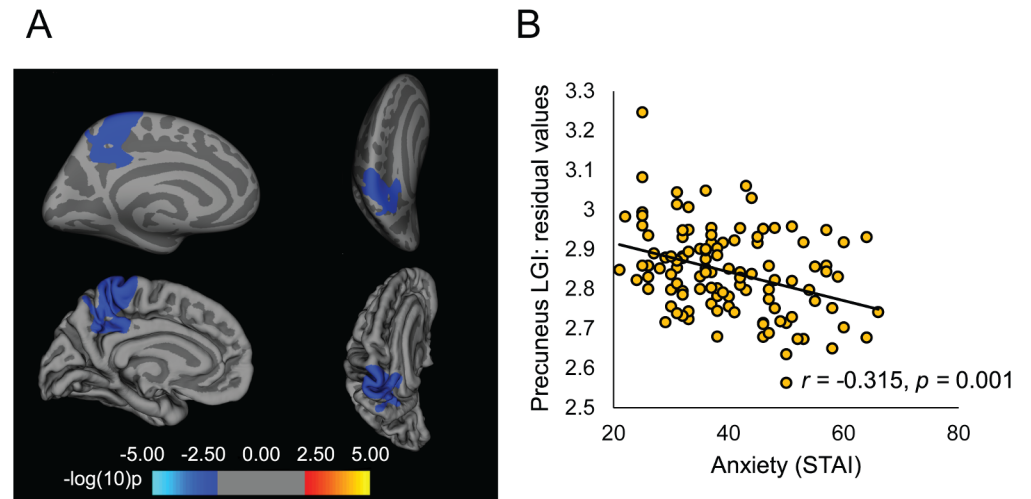 A
B
-5.00 -2.50 0.00 2.50 5.00
-log(10)p
Precuneus LGI: residual values
3.3
3.2
3.1
3
2.9
2.8
2.7
2.6
2.5
r = -0.315, p = 0.001
20 40 60 80
Anxiety (STAI)